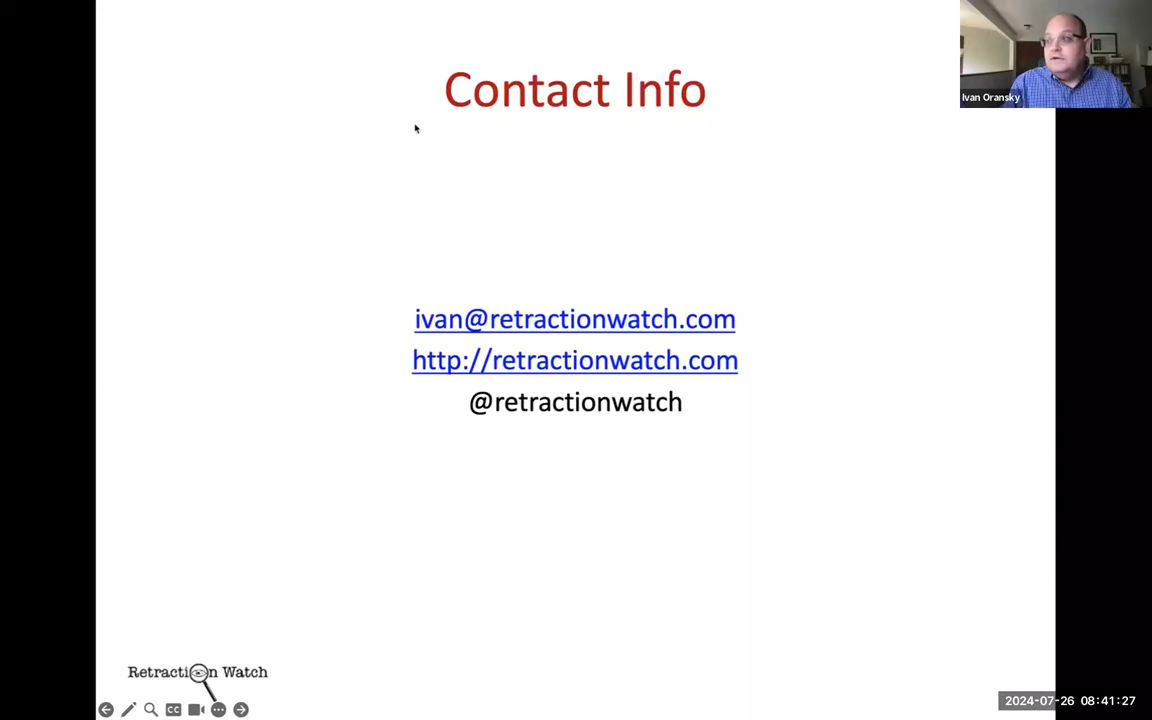 Contact Info
Ivan Oransky
ivan@retractionwatch.com
http://retractionwatch.com
@retractionwatch
Retraction Watch
CC
2024-07-26 08:41:27